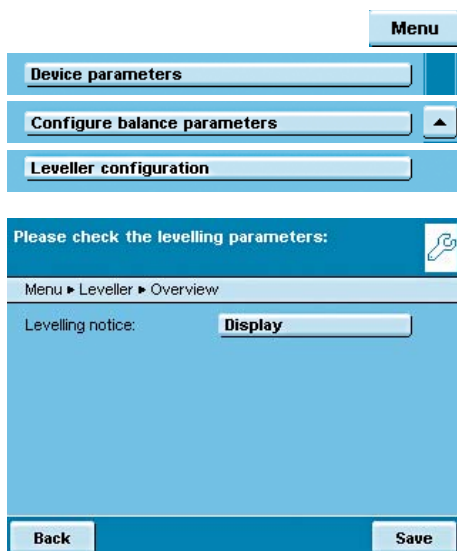 Menu
Device parameters
Configure balance parameters
Leveller configuration
Please check the levelling parameters:
Menu ▸ Leveller ▸ Overview
Levelling notice: Display
Back Save